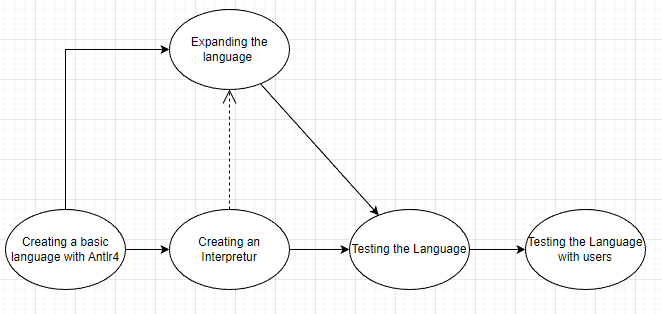 Expanding the
language
Creating a basic
language with Antlr4
Creating an
Interpretur
Testing the Language
Testing the Language
with users